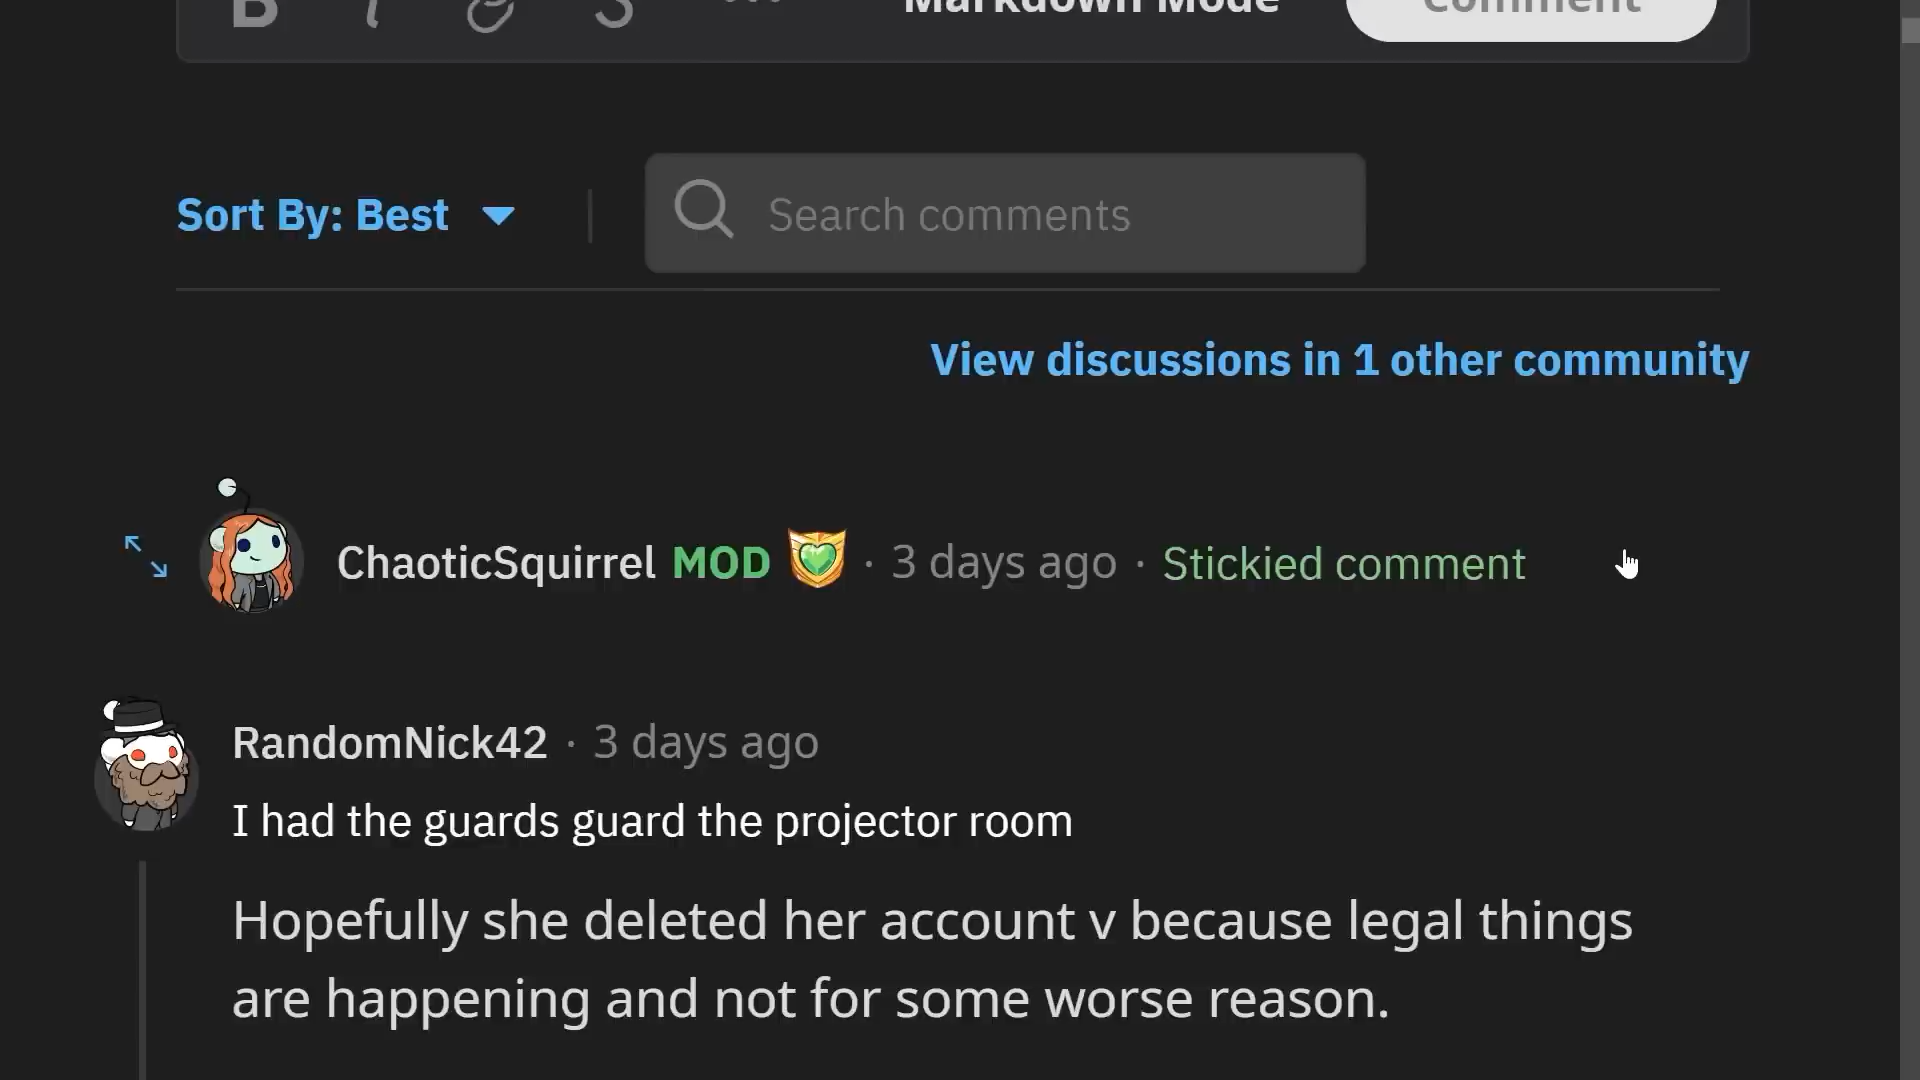 B I S ... Markdown Mode Comment
Sort By: Best Search comments
View discussions in 1 other community
ChaoticSquirrel MOD · 3 days ago · Stickied comment
RandomNick42 · 3 days ago
I had the guards guard the projector room
Hopefully she deleted her account v because legal things
are happening and not for some worse reason.